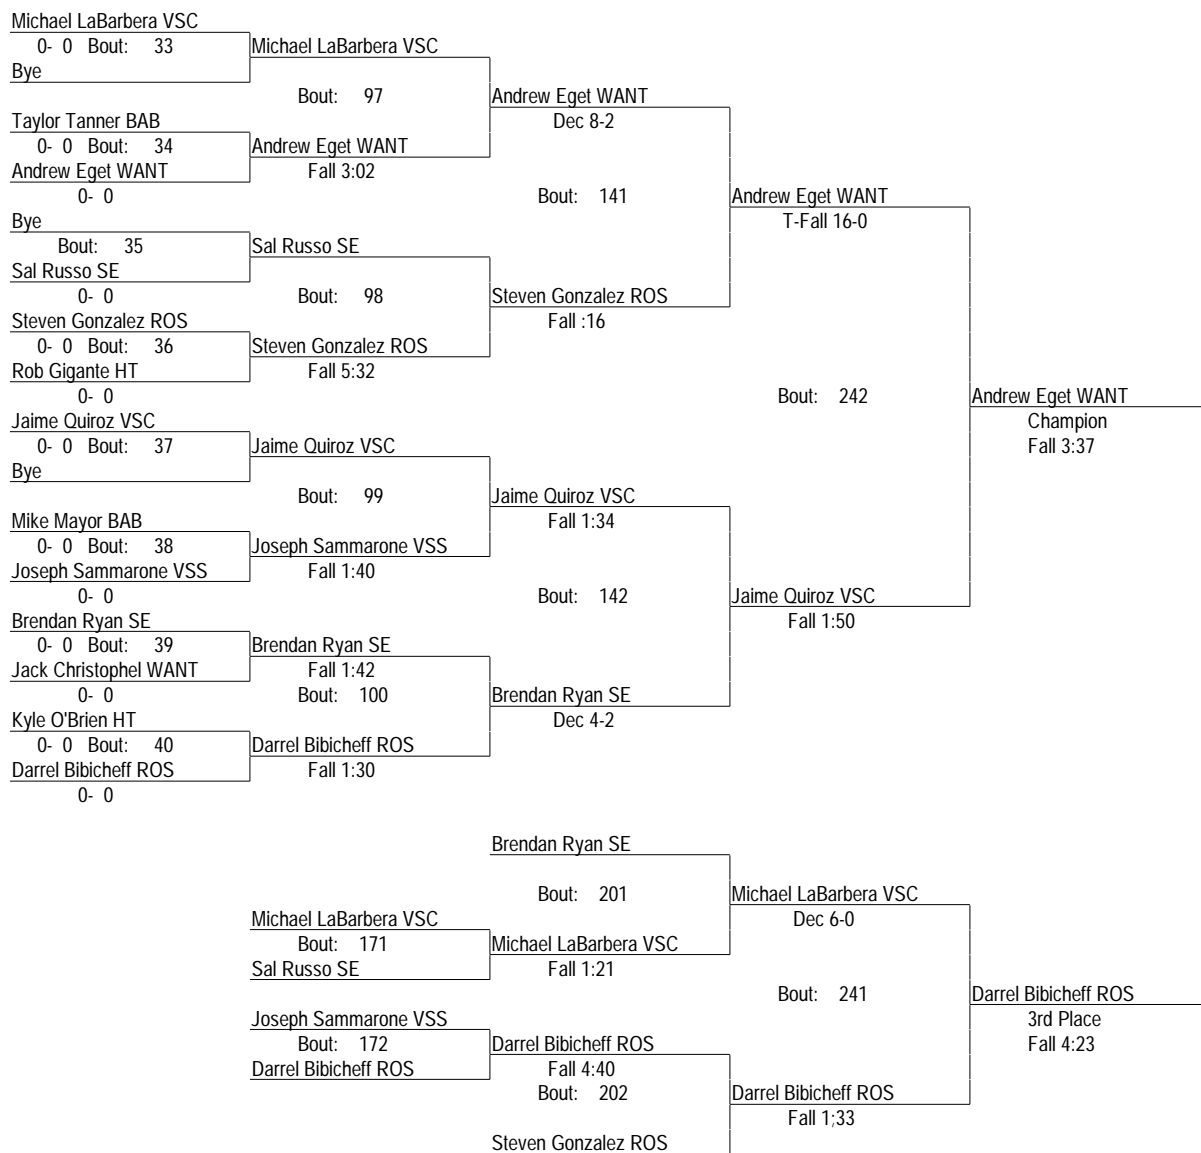 Michael LaBarbera VSC
0- 0 Bout: 33
Michael LaBarbera VSC
Bye
Bout: 97
Andrew Eget WANT
Taylor Tanner BAB
Dec 8-2
0- 0 Bout: 34
Andrew Eget WANT
Andrew Eget WANT
Fall 3:02
0- 0
Bout: 141
Andrew Eget WANT
Bye
T-Fall 16-0
Bout: 35
Sal Russo SE
Sal Russo SE
0- 0
Bout: 98
Steven Gonzalez ROS
Steven Gonzalez ROS
Fall :16
0- 0 Bout: 36
Steven Gonzalez ROS
Rob Gigante HT
Fall 5:32
0- 0
Bout: 242
Andrew Eget WANT
Jaime Quiroz VSC
Champion
0- 0 Bout: 37
Jaime Quiroz VSC
Fall 3:37
Bye
Bout: 99
Jaime Quiroz VSC
Mike Mayor BAB
Fall 1:34
0- 0 Bout: 38
Joseph Sammarone VSS
Joseph Sammarone VSS
Fall 1:40
0- 0
Bout: 142
Jaime Quiroz VSC
Brendan Ryan SE
Fall 1:50
0- 0 Bout: 39
Brendan Ryan SE
Jack Christophel WANT
Fall 1:42
0- 0
Bout: 100
Brendan Ryan SE
Kyle O'Brien HT
Dec 4-2
0- 0 Bout: 40
Darrel Bibicheff ROS
Darrel Bibicheff ROS
Fall 1:30
0- 0
Brendan Ryan SE
Bout: 201
Michael LaBarbera VSC
Michael LaBarbera VSC
Dec 6-0
Bout: 171
Michael LaBarbera VSC
Sal Russo SE
Fall 1:21
Bout: 241
Darrel Bibicheff ROS
Joseph Sammarone VSS
3rd Place
Bout: 172
Darrel Bibicheff ROS
Fall 4:23
Darrel Bibicheff ROS
Fall 4:40
Bout: 202
Darrel Bibicheff ROS
Fall 1;33
Steven Gonzalez ROS